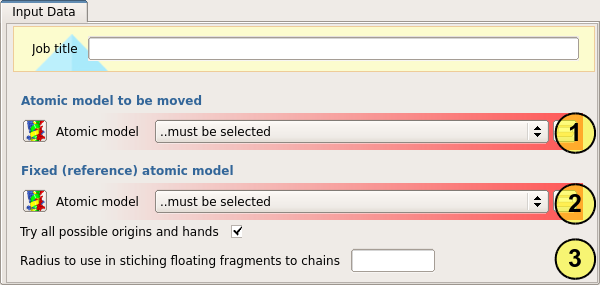 Input Data
Job title
Atomic model to be moved
Atomic model ..must be selected 1
Fixed (reference) atomic model
Atomic model ..must be selected 2
Try all possible origins and hands
Radius to use in stiching floating fragments to chains 3